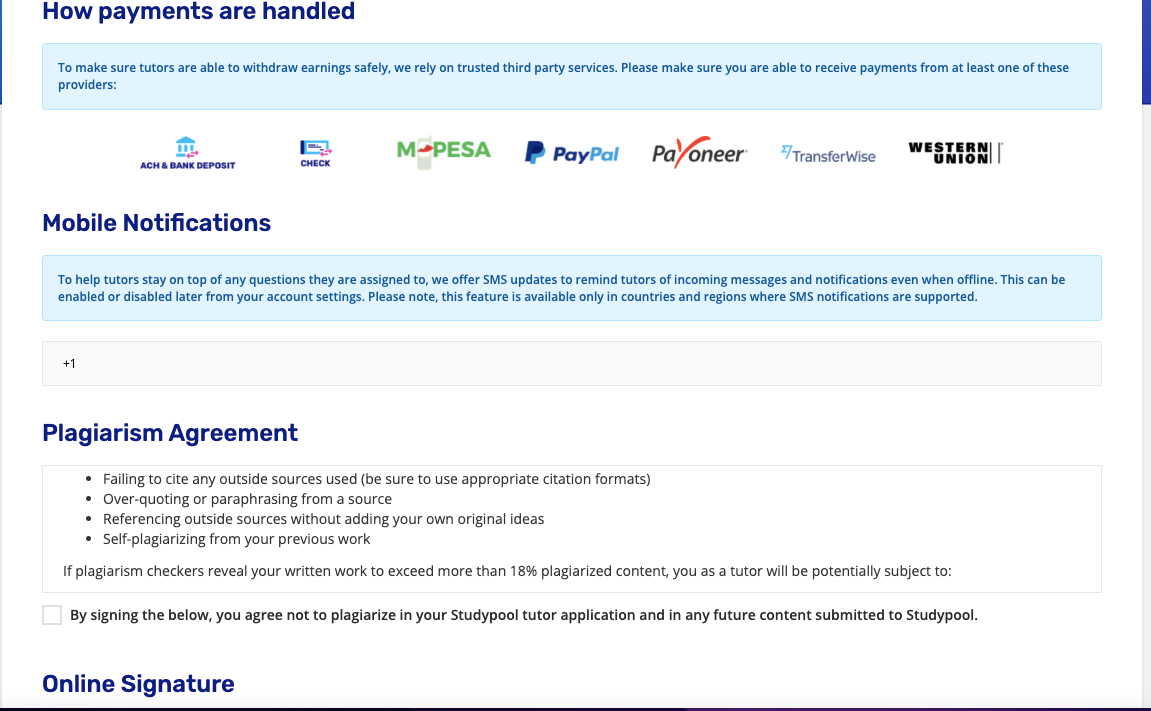 How payments are handled
To make sure tutors are able to withdraw earnings safely, we rely on trusted third party services. Please make sure you are able to receive payments from at least one of these
providers:
ACH & BANK DEPOSIT CHECK M-PESA PayPal Payoneer TransferWise WESTERN UNION
Mobile Notifications
To help tutors stay on top of any questions they are assigned to, we offer SMS updates to remind tutors of incoming messages and notifications even when offline. This can be
enabled or disabled later from your account settings. Please note, this feature is available only in countries and regions where SMS notifications are supported.
+1
Plagiarism Agreement
• Failing to cite any outside sources used (be sure to use appropriate citation formats)
• Over-quoting or paraphrasing from a source
• Referencing outside sources without adding your own original ideas
• Self-plagiarizing from your previous work
If plagiarism checkers reveal your written work to exceed more than 18% plagiarized content, you as a tutor will be potentially subject to:
By signing the below, you agree not to plagiarize in your Studypool tutor application and in any future content submitted to Studypool.
Online Signature